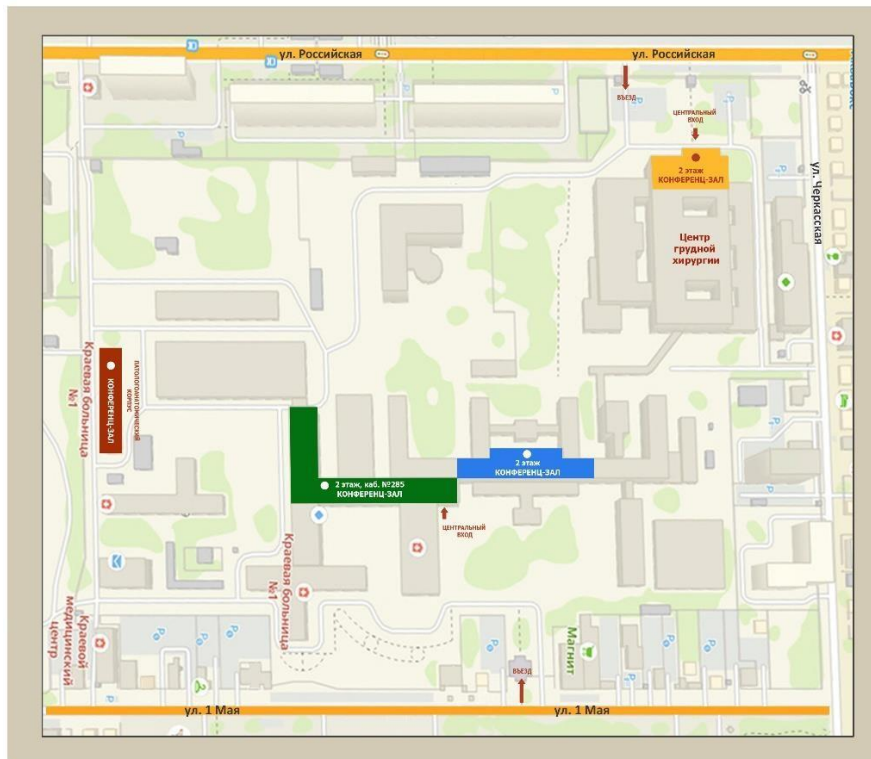 ул. Российская
ул. Российская
ВЪЕЗД
ЦЕНТРАЛЬНЫЙ
ВХОД
2 этаж
КОНФЕРЕНЦ-ЗАЛ
ул. Черкасская
Центр
грудной
хирургии
Краевая больница
№1
КОНФЕРЕНЦ-ЗАЛ
ПАТОЛОГОАНАТОМИЧЕСКИЙ
КОРПУС
2 этаж
КОНФЕРЕНЦ-ЗАЛ
2 этаж, каб. №285
КОНФЕРЕНЦ-ЗАЛ
ЦЕНТРАЛЬНЫЙ
ВХОД
Краевая больница
№1
Краевой
медицинский
центр
Магнит
ВЪЕЗД
ул. 1 Мая
ул. 1 Мая